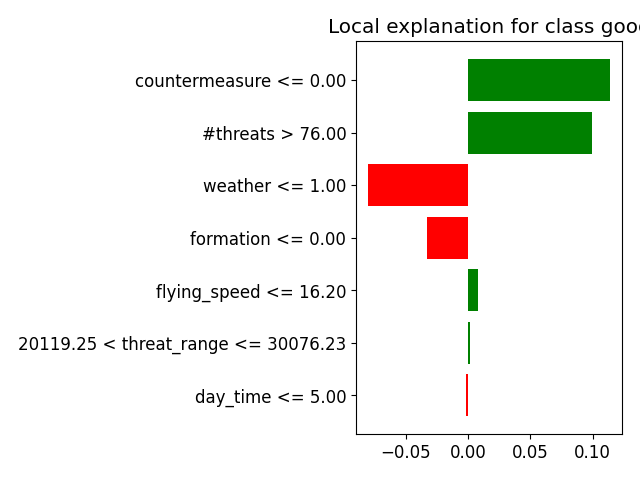 Local explanation for class goo
countermeasure <= 0.00
#threats > 76.00
weather <= 1.00
formation <= 0.00
flying_speed <= 16.20
20119.25 < threat_range <= 30076.23
day_time <= 5.00
−0.05 0.00 0.05 0.10